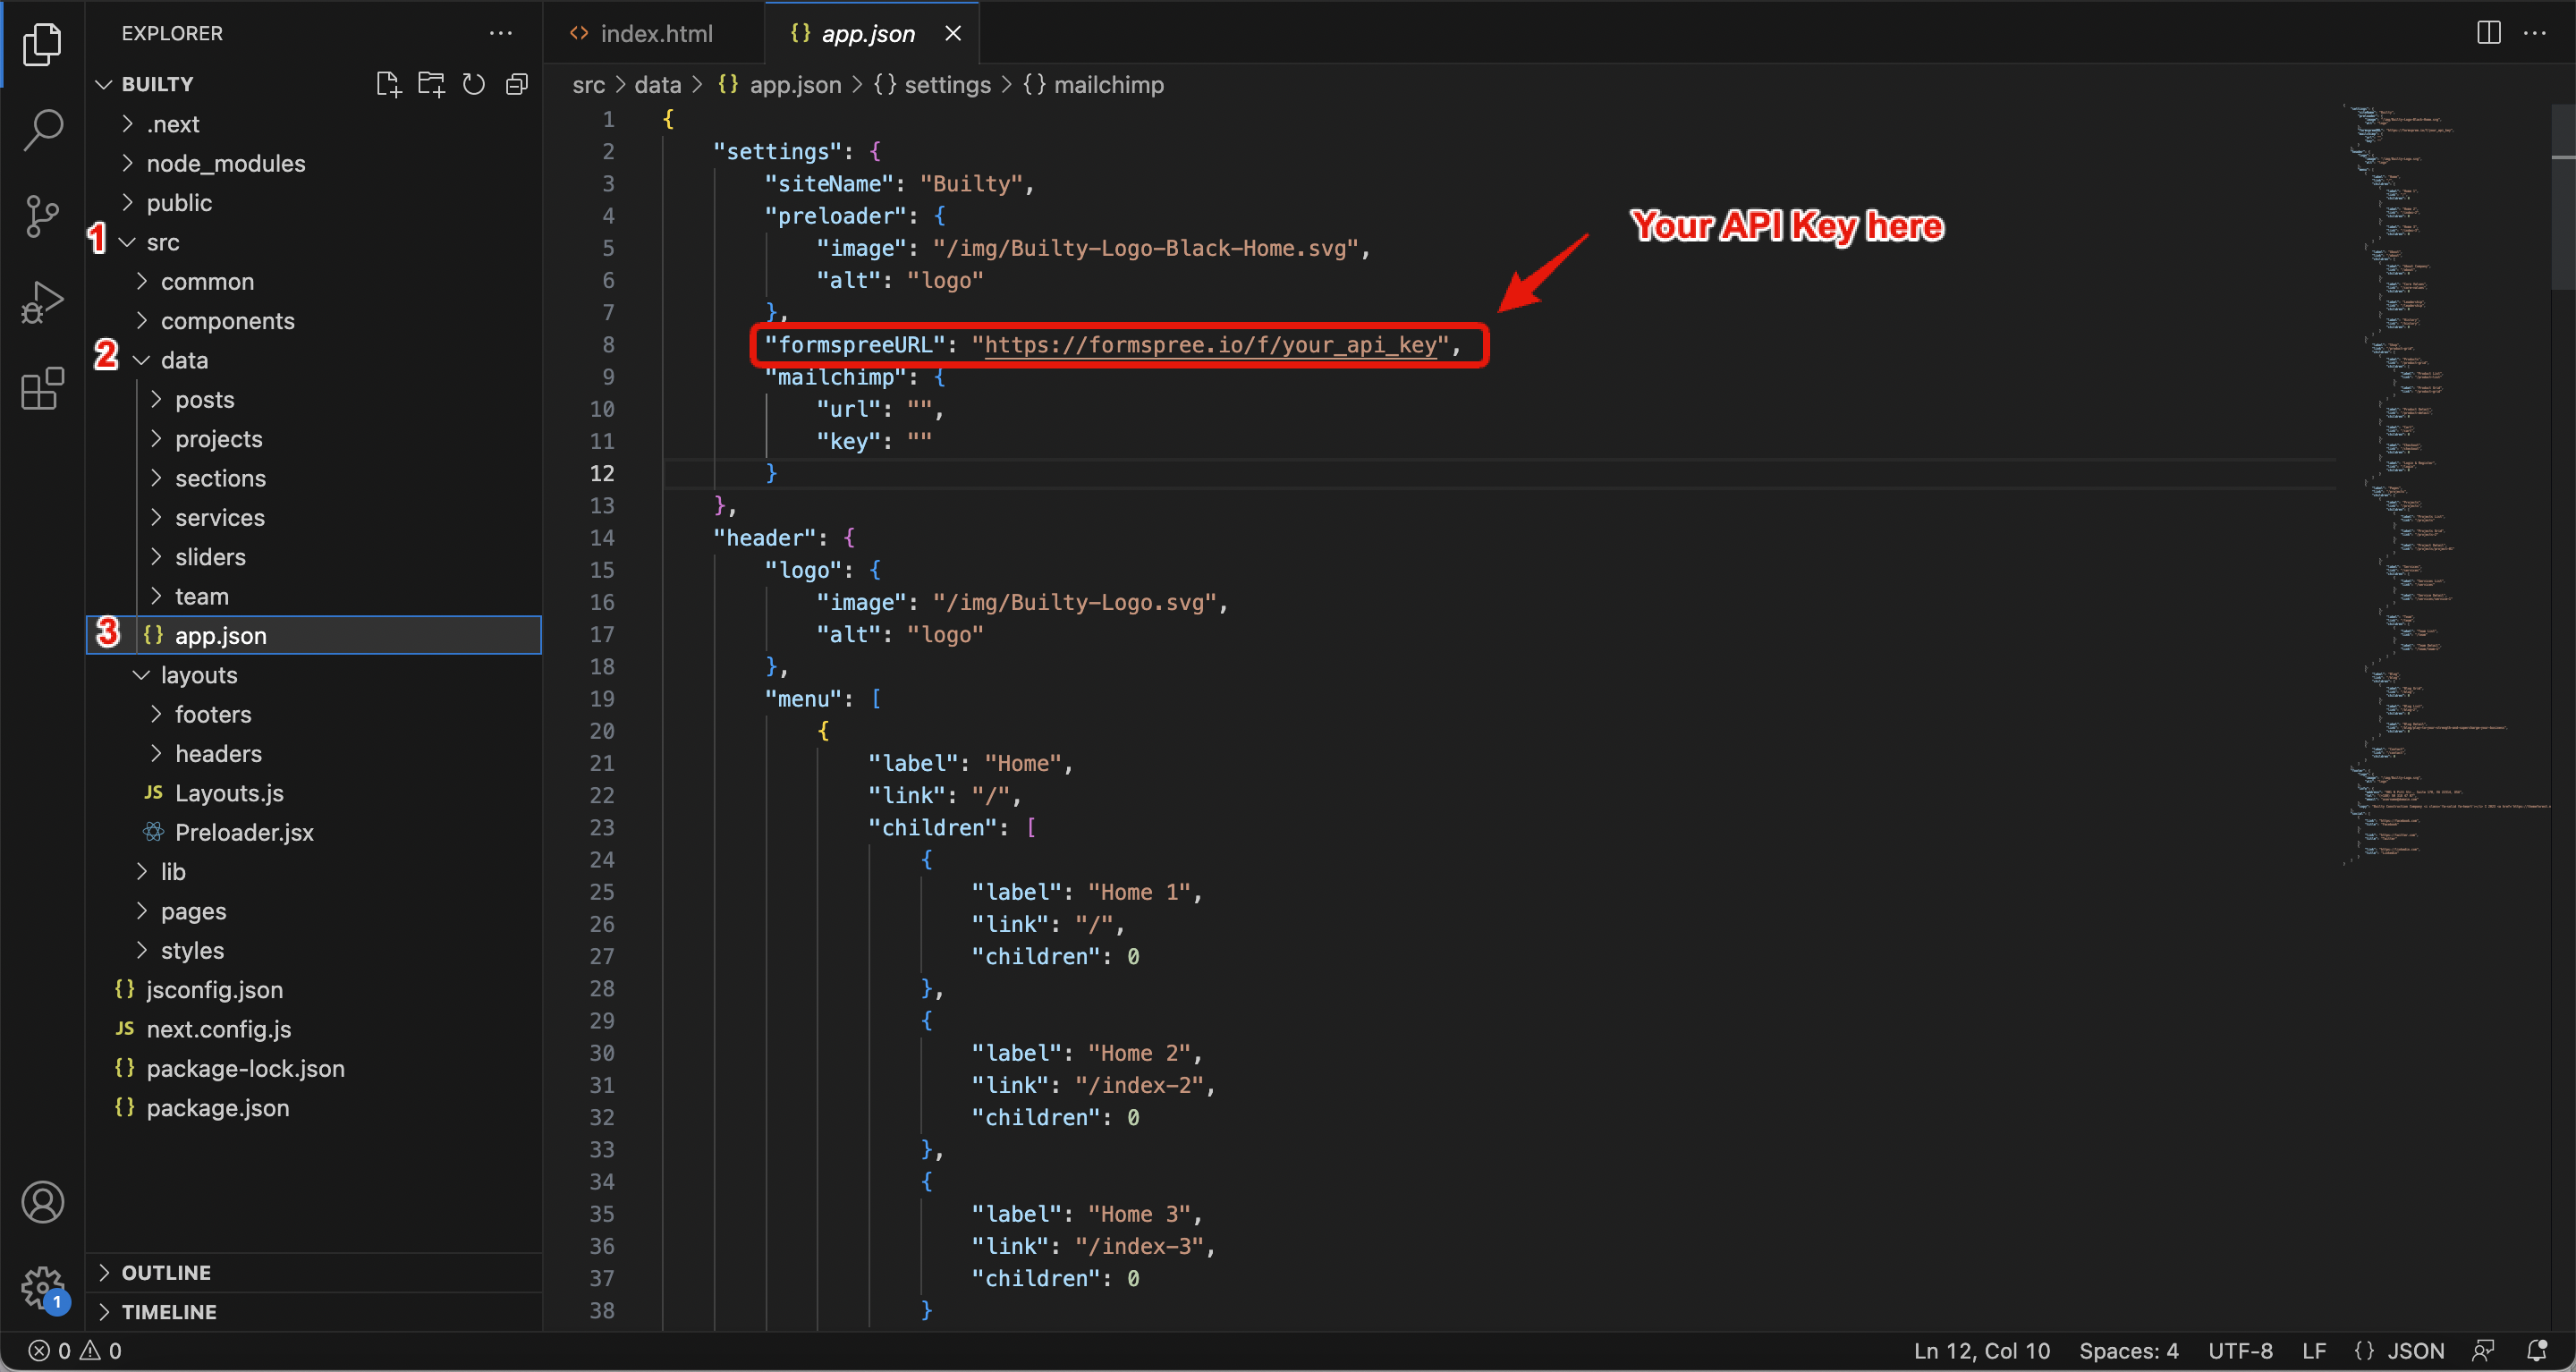 EXPLORER
BUILTY
.next
node_modules
public
1 src
common
components
2 data
posts
projects
sections
services
sliders
team
3 {} app.json
layouts
footers
headers
JS Layouts.js
Preloader.jsx
lib
pages
styles
{} jsconfig.json
JS next.config.js
{} package-lock.json
{} package.json
OUTLINE
TIMELINE
1
<> index.html
{} app.json
src > data > {} app.json > {} settings > {} mailchimp
Your API Key here
1 {
2 "settings": {
3 "siteName": "Builty",
4 "preloader": {
5 "image": "/img/Builty-Logo-Black-Home.svg",
6 "alt": "logo"
7 },
8 "formspreeURL": "https://formspree.io/f/your_api_key",
9 "mailchimp": {
10 "url": "",
11 "key": ""
12 }
13 },
14 "header": {
15 "logo": {
16 "image": "/img/Builty-Logo.svg",
17 "alt": "logo"
18 },
19 "menu": [
20 {
21 "label": "Home",
22 "link": "/",
23 "children": [
24 {
25 "label": "Home 1",
26 "link": "/",
27 "children": 0
28 },
29 {
30 "label": "Home 2",
31 "link": "/index-2",
32 "children": 0
33 },
34 {
35 "label": "Home 3",
36 "link": "/index-3",
37 "children": 0
38 }
0 0
Ln 12, Col 10 Spaces: 4 UTF-8 LF {} JSON